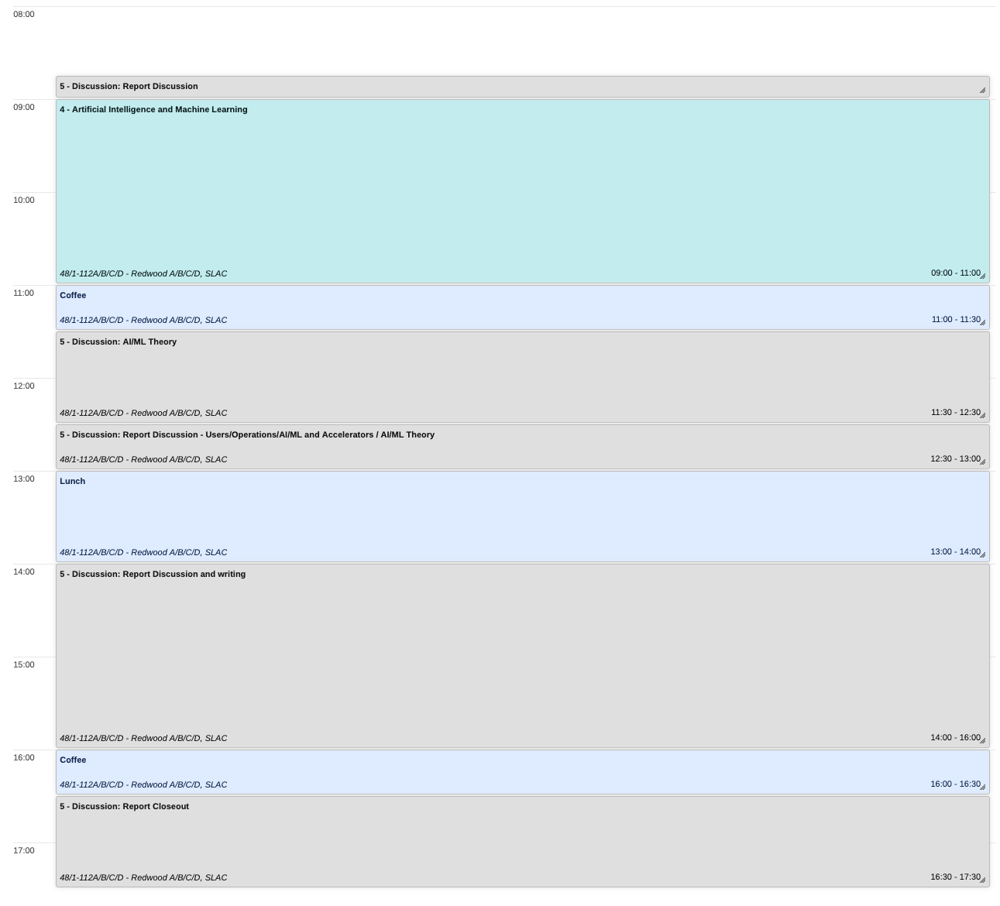 08:00
5 - Discussion: Report Discussion
09:00
4 - Artificial Intelligence and Machine Learning
10:00
48/1-112A/B/C/D - Redwood A/B/C/D, SLAC 09:00 - 11:00
11:00
Coffee
48/1-112A/B/C/D - Redwood A/B/C/D, SLAC 11:00 - 11:30
5 - Discussion: AI/ML Theory
12:00
48/1-112A/B/C/D - Redwood A/B/C/D, SLAC 11:30 - 12:30
5 - Discussion: Report Discussion - Users/Operations/AI/ML and Accelerators / AI/ML Theory
48/1-112A/B/C/D - Redwood A/B/C/D, SLAC 12:30 - 13:00
13:00
Lunch
48/1-112A/B/C/D - Redwood A/B/C/D, SLAC 13:00 - 14:00
14:00
5 - Discussion: Report Discussion and writing
15:00
48/1-112A/B/C/D - Redwood A/B/C/D, SLAC 14:00 - 16:00
16:00
Coffee
48/1-112A/B/C/D - Redwood A/B/C/D, SLAC 16:00 - 16:30
5 - Discussion: Report Closeout
17:00
48/1-112A/B/C/D - Redwood A/B/C/D, SLAC 16:30 - 17:30